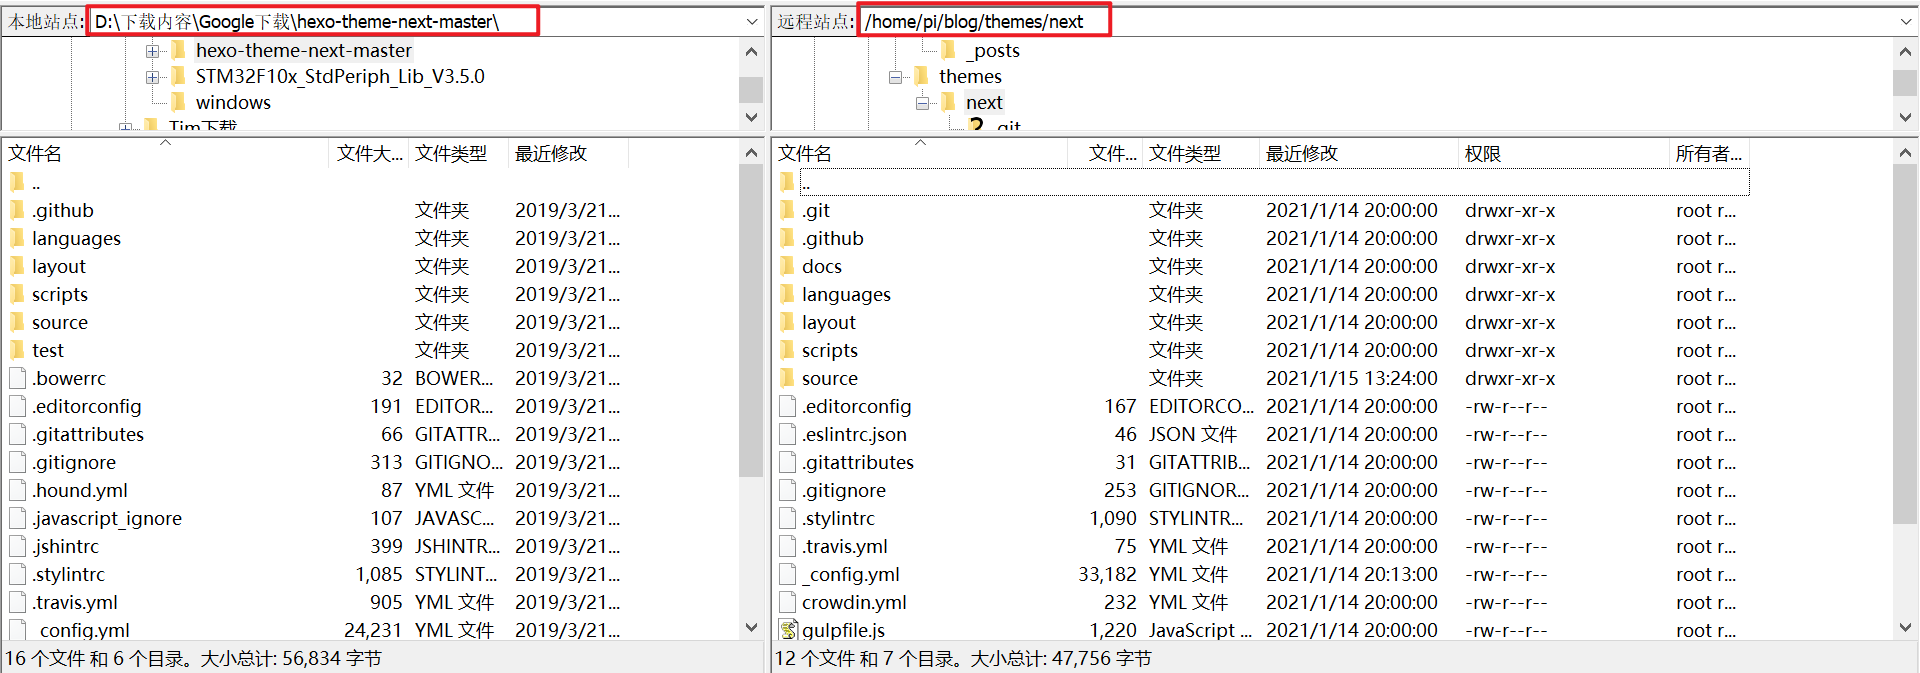 本地站点: D:\下载内容\Google下载\hexo-theme-next-master\
hexo-theme-next-master
STM32F10x_StdPeriph_Lib_V3.5.0
windows
Tim下载
文件名 文件大... 文件类型 最近修改
..
.github 文件夹 2019/3/21...
languages 文件夹 2019/3/21...
layout 文件夹 2019/3/21...
scripts 文件夹 2019/3/21...
source 文件夹 2019/3/21...
test 文件夹 2019/3/21...
.bowerrc 32 BOWER... 2019/3/21...
.editorconfig 191 EDITOR... 2019/3/21...
.gitattributes 66 GITATTR... 2019/3/21...
.gitignore 313 GITIGNO... 2019/3/21...
.hound.yml 87 YML 文件 2019/3/21...
.javascript_ignore 107 JAVASC... 2019/3/21...
.jshintrc 399 JSHINTR... 2019/3/21...
.stylintrc 1,085 STYLINT... 2019/3/21...
.travis.yml 905 YML 文件 2019/3/21...
_config.yml 24,231 YML 文件 2019/3/21...
16 个文件 和 6 个目录。大小总计: 56,834 字节
远程站点: /home/pi/blog/themes/next
_posts
themes
next
.git
文件名 文件... 文件类型 最近修改 权限 所有者...
..
.git 文件夹 2021/1/14 20:00:00 drwxr-xr-x root r...
.github 文件夹 2021/1/14 20:00:00 drwxr-xr-x root r...
docs 文件夹 2021/1/14 20:00:00 drwxr-xr-x root r...
languages 文件夹 2021/1/14 20:00:00 drwxr-xr-x root r...
layout 文件夹 2021/1/14 20:00:00 drwxr-xr-x root r...
scripts 文件夹 2021/1/14 20:00:00 drwxr-xr-x root r...
source 文件夹 2021/1/15 13:24:00 drwxr-xr-x root r...
.editorconfig 167 EDITORCO... 2021/1/14 20:00:00 -rw-r--r-- root r...
.eslintrc.json 46 JSON 文件 2021/1/14 20:00:00 -rw-r--r-- root r...
.gitattributes 31 GITATTRIB... 2021/1/14 20:00:00 -rw-r--r-- root r...
.gitignore 253 GITIGNOR... 2021/1/14 20:00:00 -rw-r--r-- root r...
.stylintrc 1,090 STYLINTR... 2021/1/14 20:00:00 -rw-r--r-- root r...
.travis.yml 75 YML 文件 2021/1/14 20:00:00 -rw-r--r-- root r...
_config.yml 33,182 YML 文件 2021/1/14 20:13:00 -rw-r--r-- root r...
crowdin.yml 232 YML 文件 2021/1/14 20:00:00 -rw-r--r-- root r...
gulpfile.js 1,220 JavaScript ... 2021/1/14 20:00:00 -rw-r--r-- root r...
12 个文件 和 7 个目录。大小总计: 47,756 字节